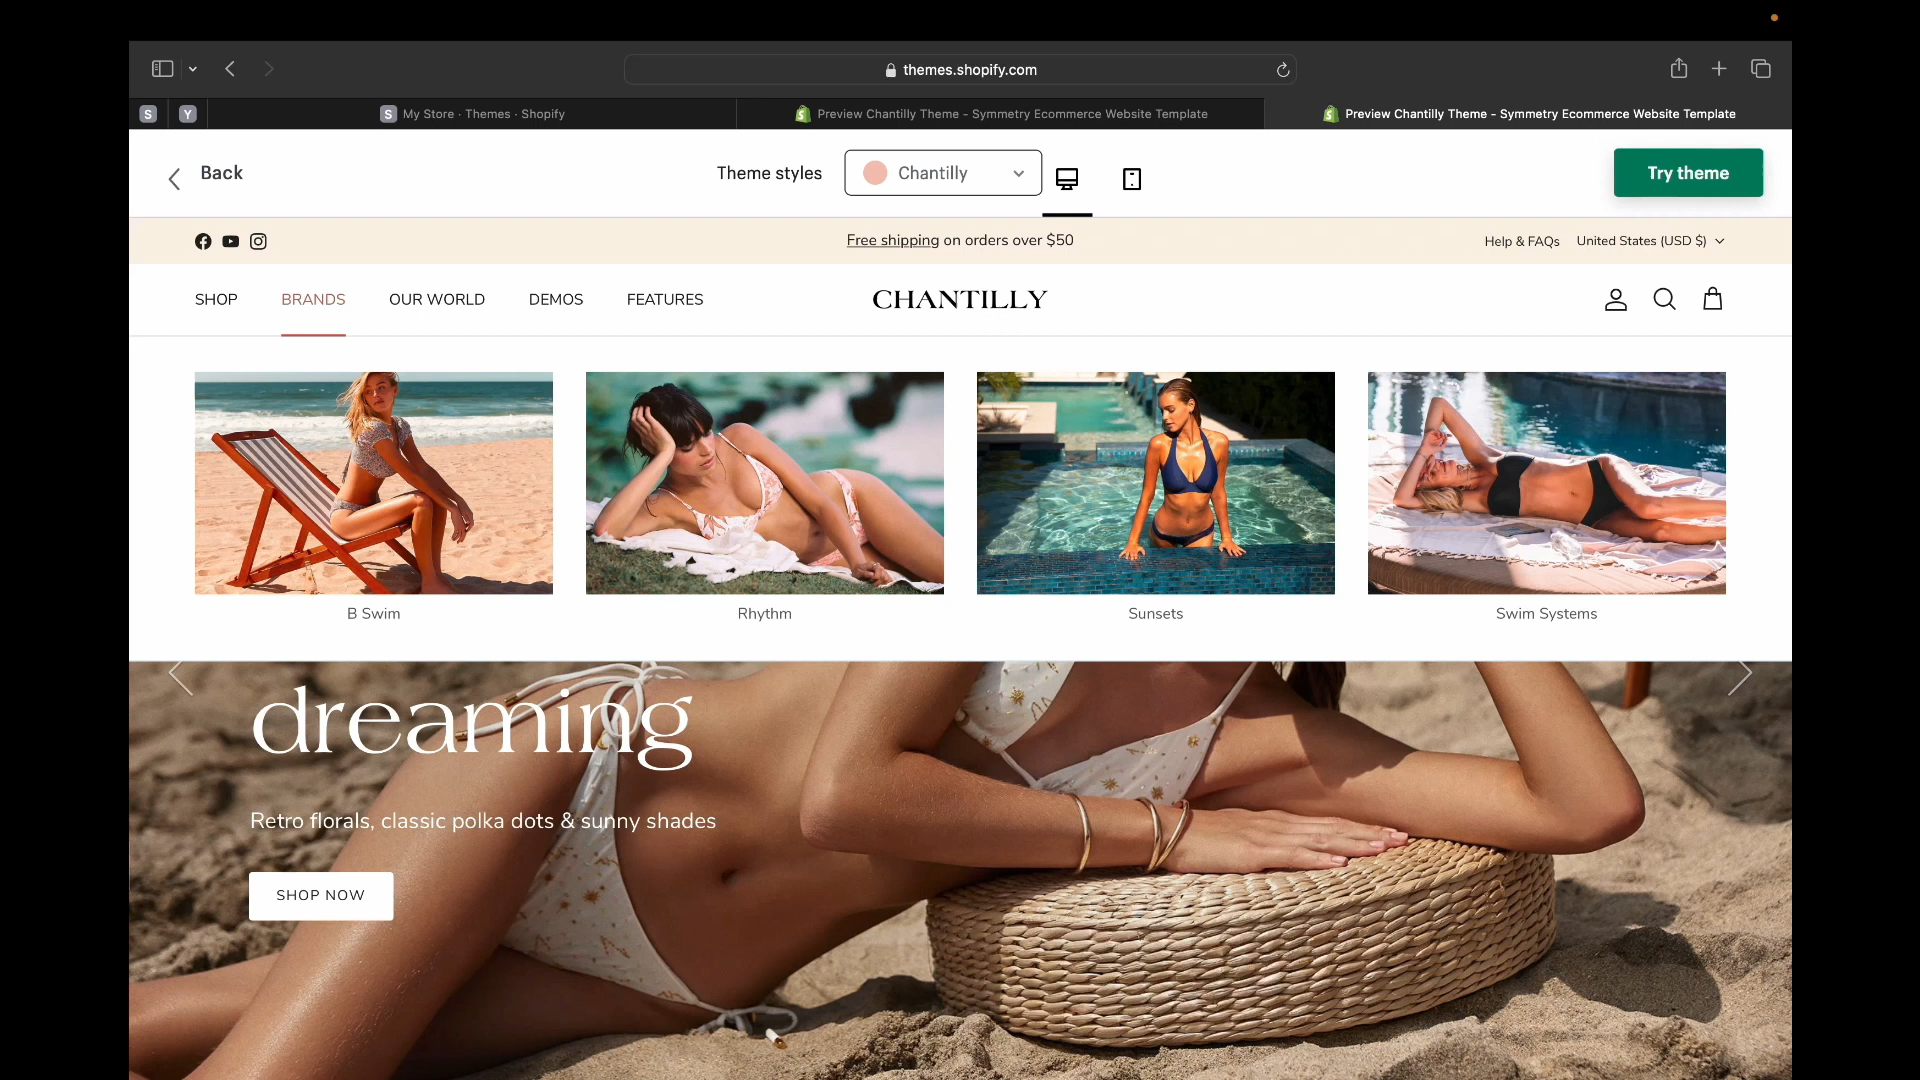 themes.shopify.com
S
Y
S My Store · Themes · Shopify
Preview Chantilly Theme - Symmetry Ecommerce Website Template
Preview Chantilly Theme - Symmetry Ecommerce Website Template
Back
Theme styles
Chantilly
Try theme
Free shipping on orders over $50
Help & FAQs
United States (USD $)
SHOP
BRANDS
OUR WORLD
DEMOS
FEATURES
CHANTILLY
B Swim
Rhythm
Sunsets
Swim Systems
dreaming
Retro florals, classic polka dots & sunny shades
SHOP NOW